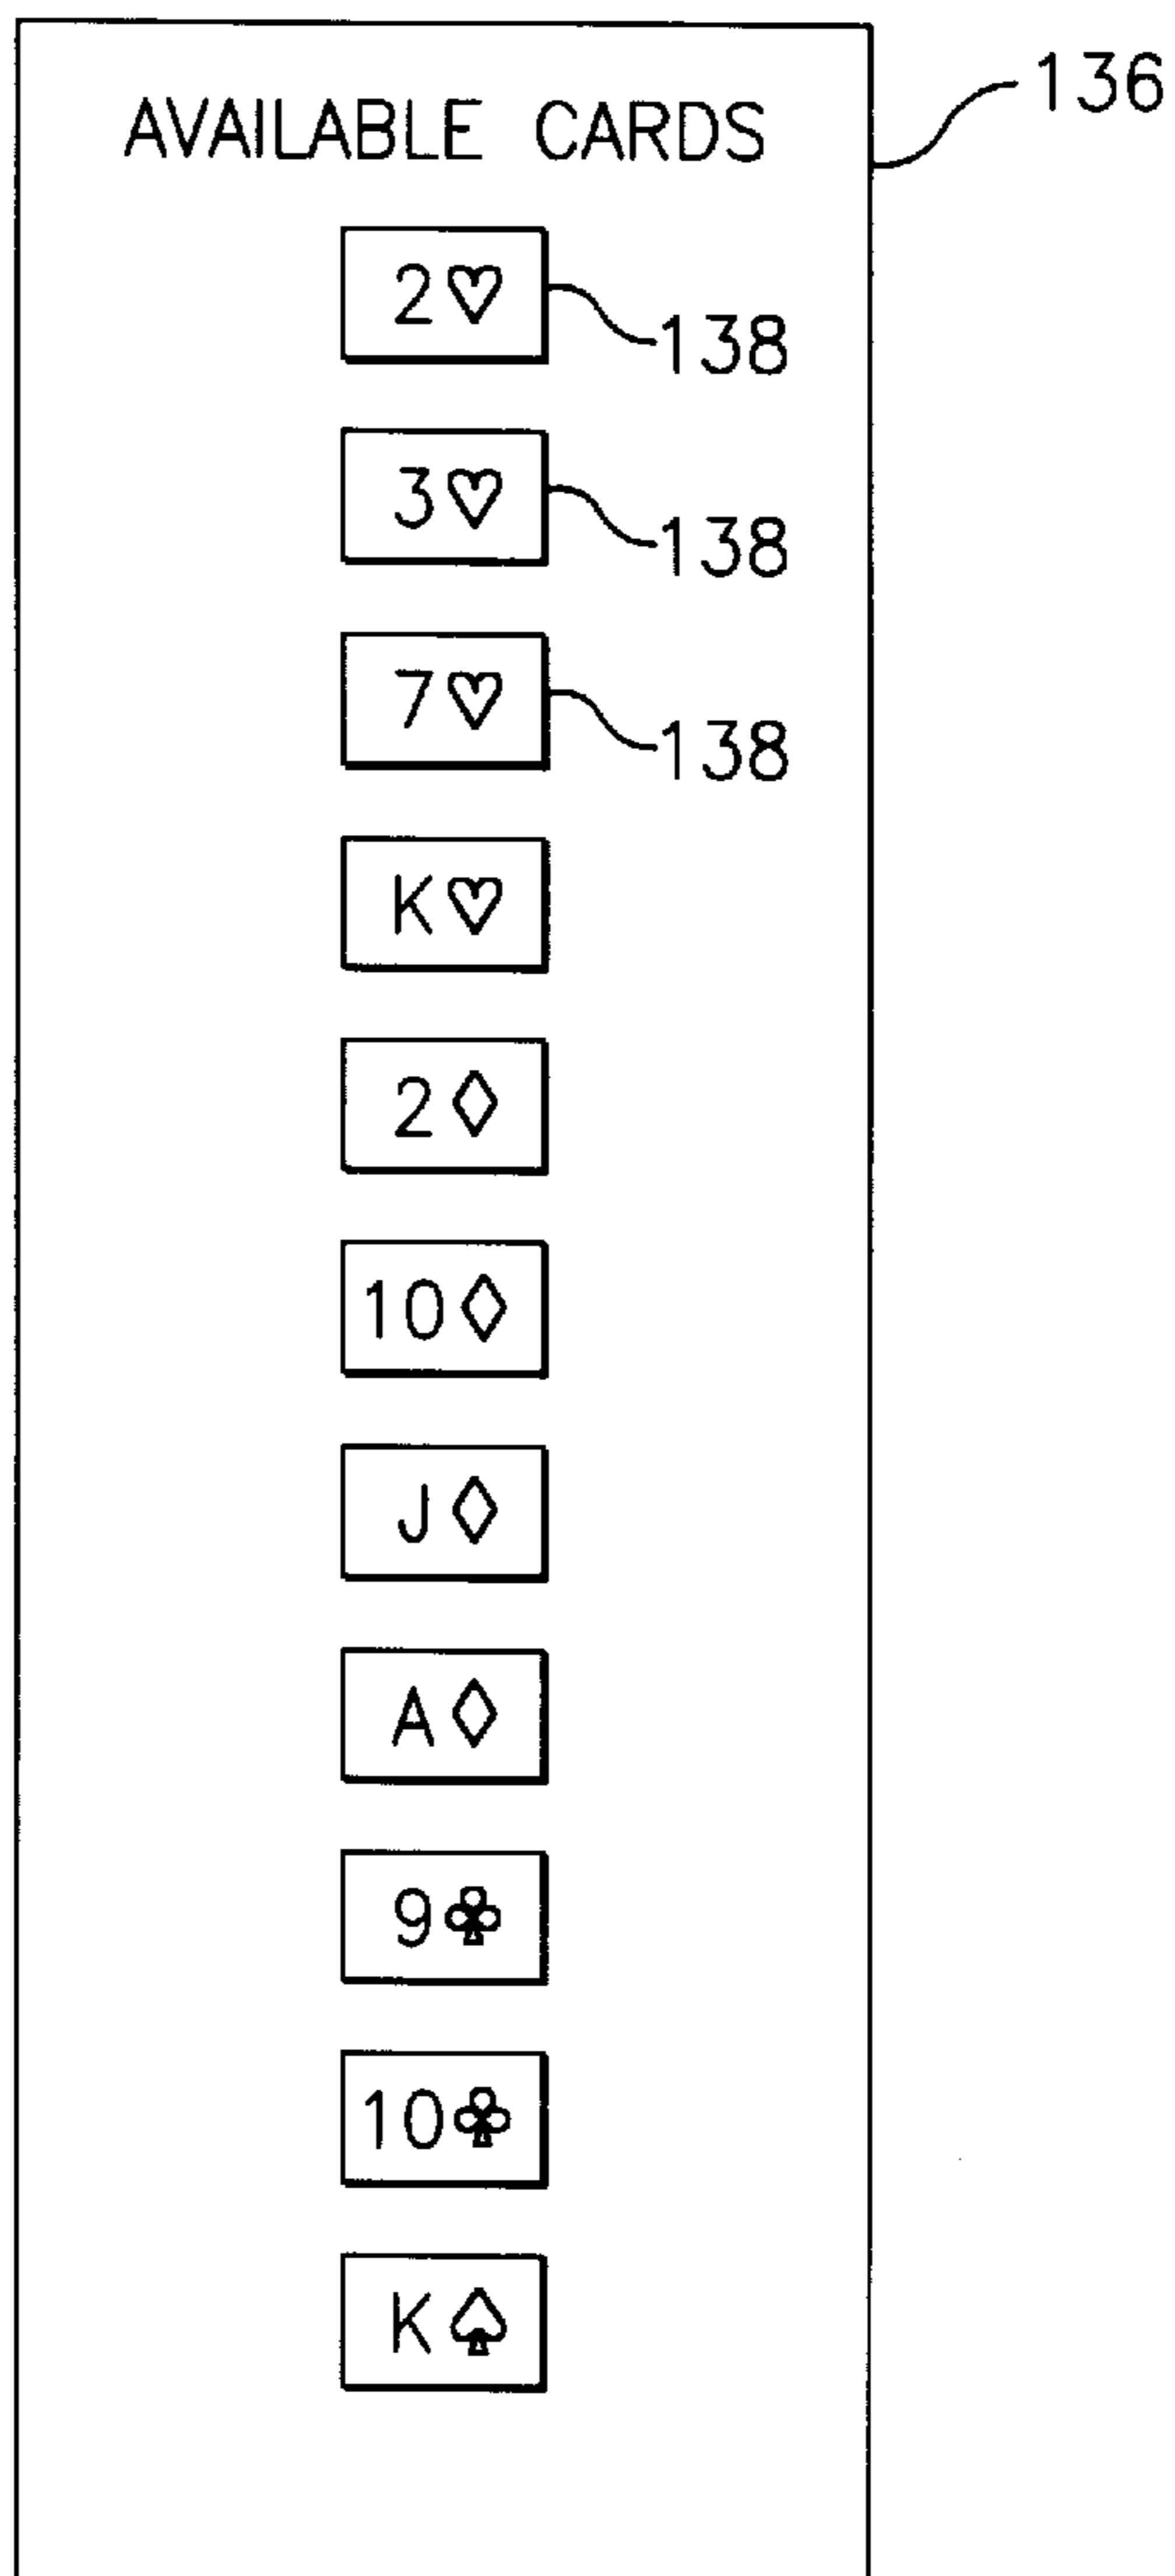 136
AVAILABLE CARDS
2♡
138
3♡
138
7♡
138
K♡
2♢
10♢
J♢
A♢
9♧
10♧
K♤